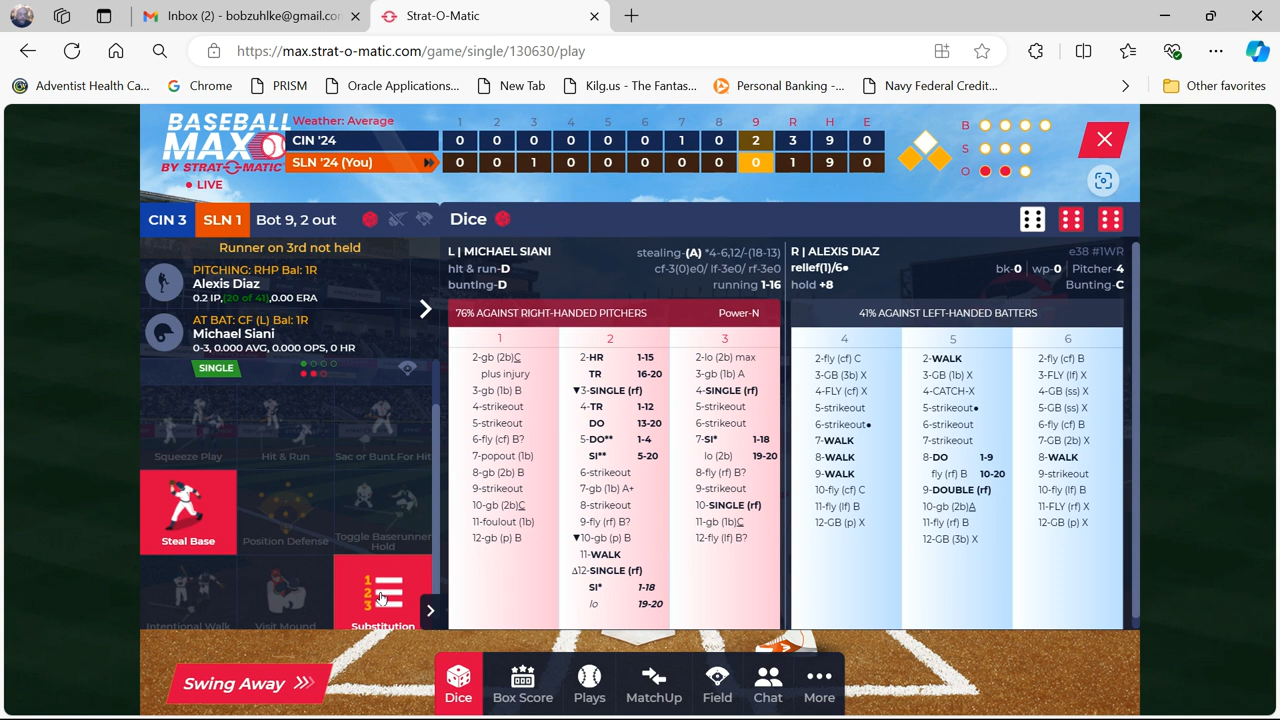 Inbox (2) - bobzuhlke@gmail.co
Strat-O-Matic
https://max.strat-o-matic.com/game/single/130630/play
Adventist Health Ca...
Chrome
PRISM
Oracle Applications...
New Tab
Kilg.us - The Fantas...
Personal Banking -...
Navy Federal Credit...
Other favorites
BASEBALL
MAX
BY STRAT-O-MATIC
LIVE
Weather: Average 1 2 3 4 5 6 7 8 9 R H E
CIN '24 0 0 0 0 0 0 1 0 2 3 9 0
SLN '24 (You) 0 0 1 0 0 0 0 0 0 1 9 0
B
S
O
CIN 3 SLN 1 Bot 9, 2 out
Runner on 3rd not held
PITCHING: RHP Bal: 1R
Alexis Diaz
0.2 IP,(20 of 41),0.00 ERA
AT BAT: CF (L) Bal: 1R
Michael Siani
0-3, 0.000 AVG, 0.000 OPS, 0 HR
SINGLE
Squeeze Play
Hit & Run
Sac or Bunt For Hit
Steal Base
Position Defense
Toggle Baserunner
Hold
Intentional Walk
Visit Mound
1
2
3
Substitution
Swing Away
Dice
L | MICHAEL SIANI stealing-(A) *4-6,12/-(18-13)
hit & run-D cf-3(0)e0/ lf-3e0/ rf-3e0
bunting-D running 1-16
76% AGAINST RIGHT-HANDED PITCHERS Power-N
1
2-gb (2b)C
plus injury
3-gb (1b) B
4-strikeout
5-strikeout
6-fly (cf) B?
7-popout (1b)
8-gb (2b) B
9-strikeout
10-gb (2b)C
11-foulout (1b)
12-gb (p) B
2
2-HR 1-15
TR 16-20
▼3-SINGLE (rf)
4-TR 1-12
DO 13-20
5-DO** 1-4
SI** 5-20
6-strikeout
7-gb (1b) A+
8-strikeout
9-fly (rf) B?
▼10-gb (p) B
11-WALK
Δ12-SINGLE (rf)
SI* 1-18
lo 19-20
3
2-lo (2b) max
3-gb (1b) A
4-SINGLE (rf)
5-strikeout
6-strikeout
7-SI* 1-18
lo (2b) 19-20
8-fly (rf) B?
9-strikeout
10-SINGLE (rf)
11-gb (1b)C
12-fly (lf) B?
R | ALEXIS DIAZ e38 #1WR
relief(1)/6● bk-0 wp-0 Pitcher-4
hold +8 Bunting-C
41% AGAINST LEFT-HANDED BATTERS
4
2-fly (cf) C
3-GB (3b) X
4-FLY (cf) X
5-strikeout
6-strikeout●
7-WALK
8-WALK
9-WALK
10-fly (cf) C
11-fly (lf) B
12-GB (p) X
5
2-WALK
3-GB (1b) X
4-CATCH-X
5-strikeout●
6-strikeout
7-strikeout
8-DO 1-9
fly (rf) B 10-20
9-DOUBLE (rf)
10-gb (2b)A
11-fly (rf) B
12-GB (3b) X
6
2-fly (cf) B
3-FLY (lf) X
4-GB (ss) X
5-GB (ss) X
6-fly (cf) B
7-GB (2b) X
8-WALK
9-strikeout
10-fly (lf) B
11-FLY (rf) X
12-GB (p) X
Dice
Box Score
Plays
MatchUp
Field
Chat
More